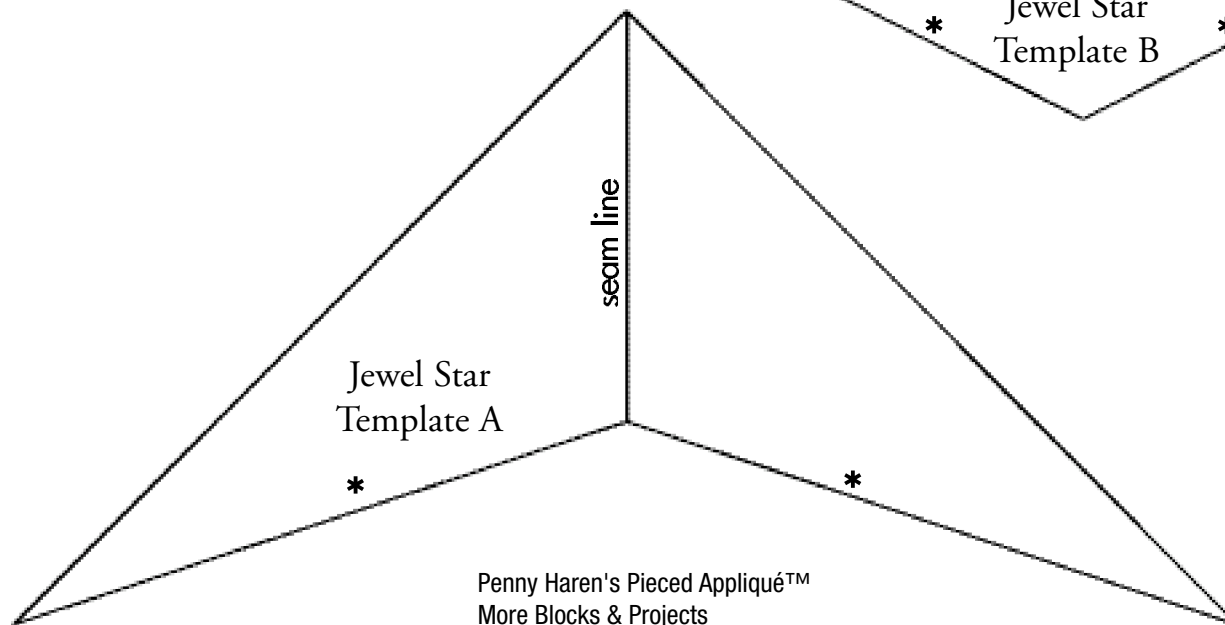 Jewel Star
Template B
*
*
seam line
Jewel Star
Template A
*
*
Penny Haren's Pieced Appliqué™
More Blocks & Projects